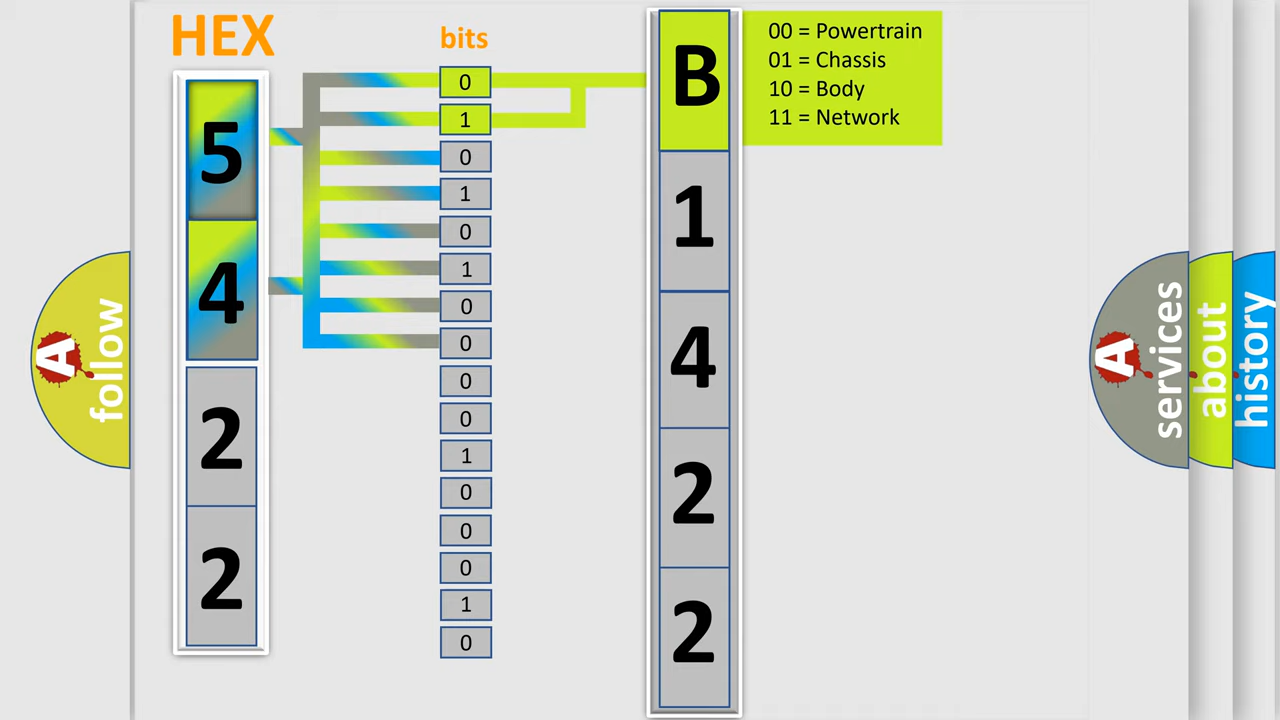 HEX
bits
5
4
2
2
0
1
0
1
0
1
0
0
0
0
1
0
0
0
1
0
B
1
4
2
2
00 = Powertrain
01 = Chassis
10 = Body
11 = Network
A
follow
A
services
about
history